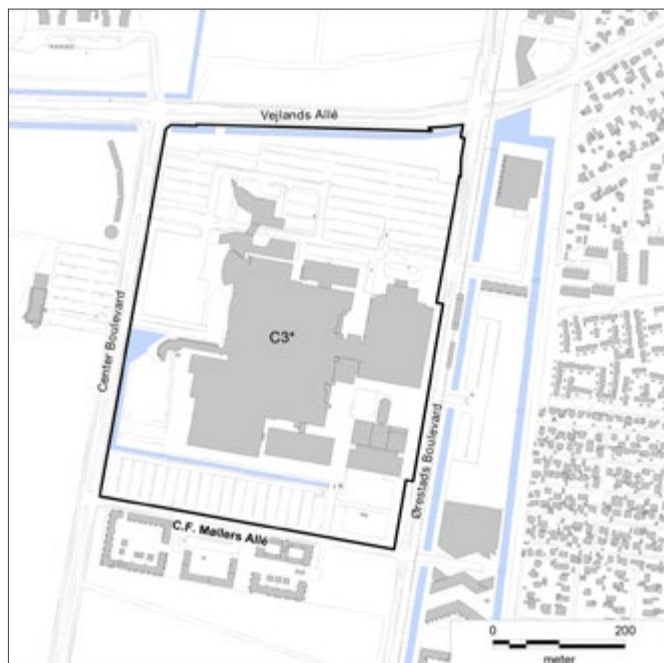 Vejlands Allé
Center Boulevard
C3*
Ørestads Boulevard
C.F. Møllers Allé
0 200
meter